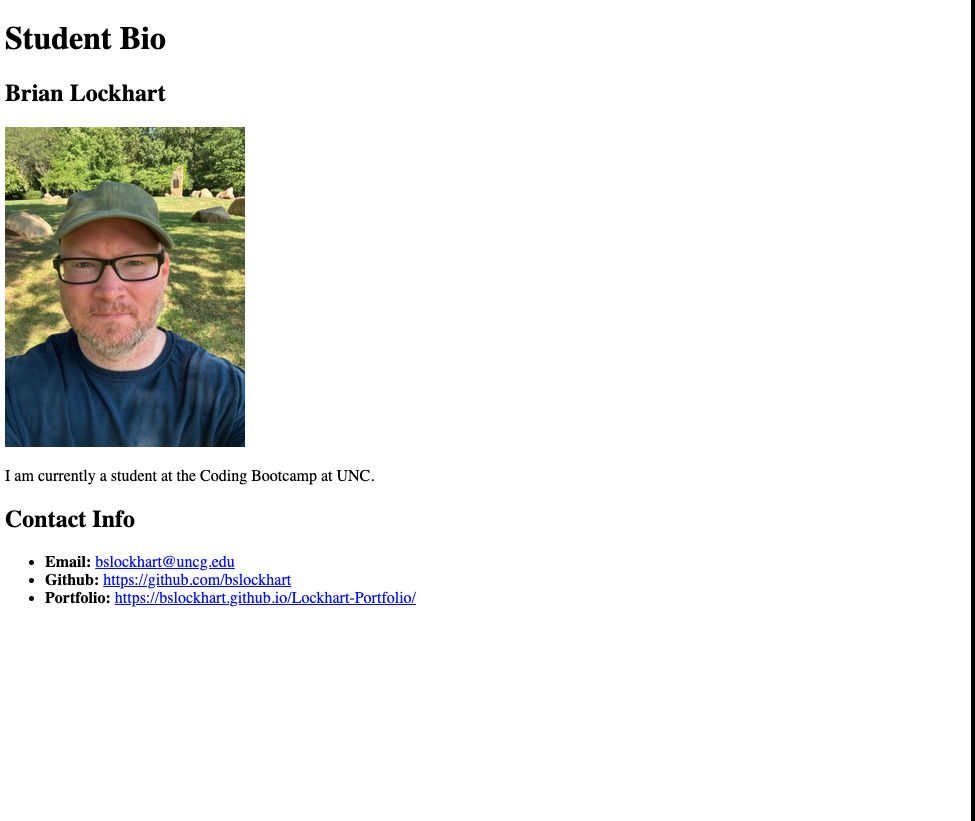 Student Bio
Brian Lockhart
I am currently a student at the Coding Bootcamp at UNC.
Contact Info
Email: bslockhart@uncg.edu
Github: https://github.com/bslockhart
Portfolio: https://bslockhart.github.io/Lockhart-Portfolio/